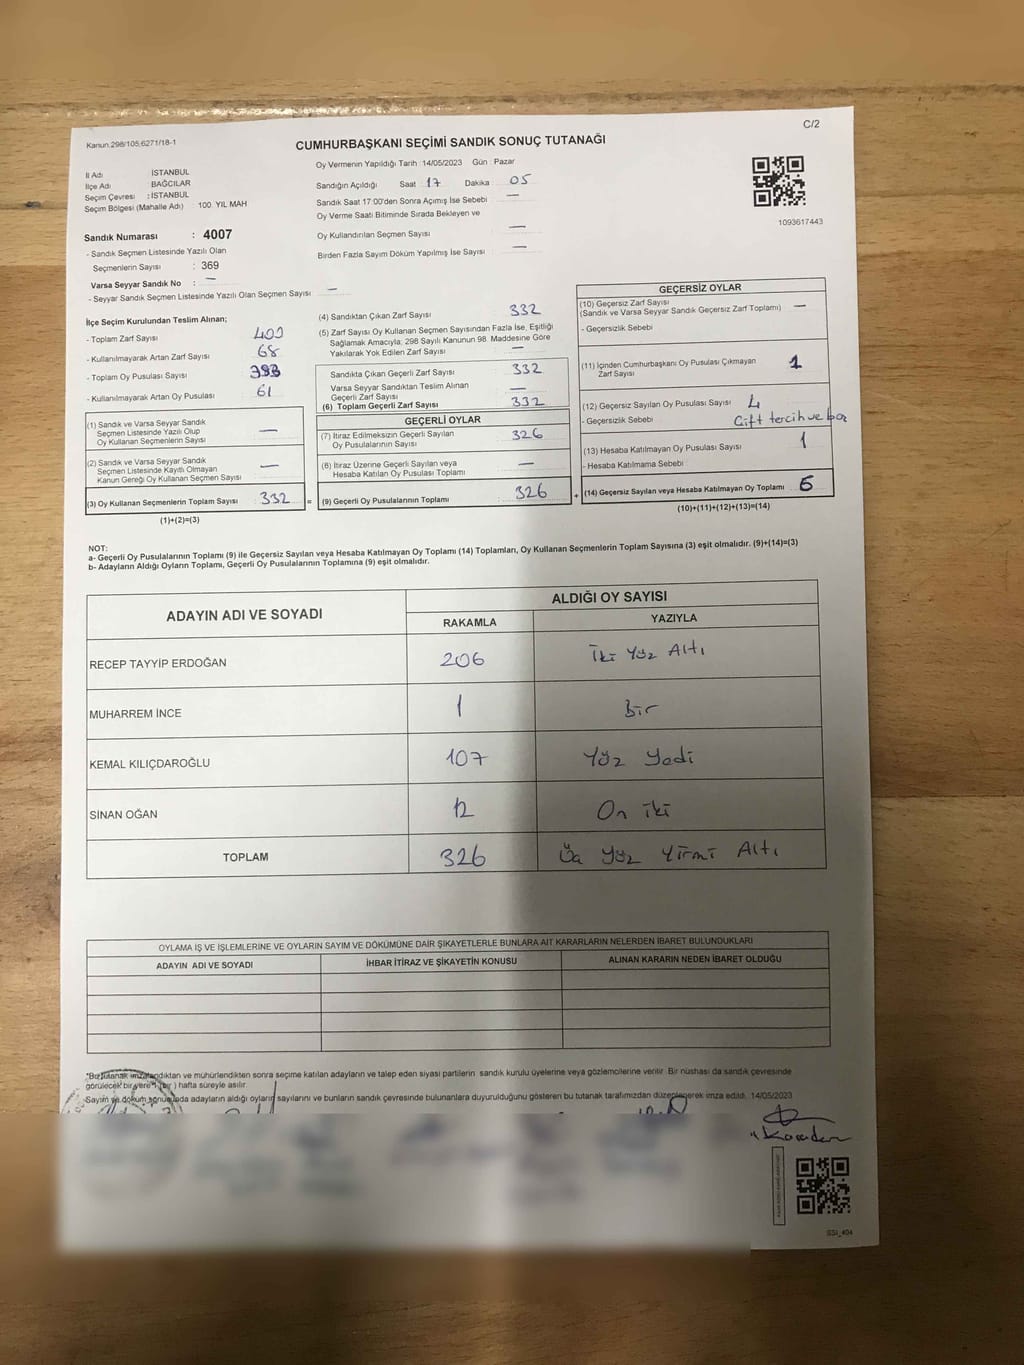 C/2
Kanun.298/105;6271/18-1
CUMHURBAŞKANI SEÇİMİ SANDIK SONUÇ TUTANAĞI
İl Adı : İSTANBUL
İlçe Adı : BAĞCILAR
Seçim Çevresi : İSTANBUL
Seçim Bölgesi (Mahalle Adı) : 100. YIL MAH
Sandık Numarası : 4007
- Sandık Seçmen Listesinde Yazılı Olan
Seçmenlerin Sayısı : 369
Varsa Seyyar Sandık No : —
- Seyyar Sandık Seçmen Listesinde Yazılı Olan Seçmen Sayısı —
Oy Vermenin Yapıldığı Tarih : 14/05/2023 Gün : Pazar
Sandığın Açıldığı Saat 17 Dakika 05
Sandık Saat 17:00'den Sonra Açımış İse Sebebi —
Oy Verme Saati Bitiminde Sırada Bekleyen ve
Oy Kullandırılan Seçmen Sayısı —
Birden Fazla Sayım Döküm Yapılmış İse Sayısı —
1093617443
İlçe Seçim Kurulundan Teslim Alınan;
- Toplam Zarf Sayısı 400
- Kullanılmayarak Artan Zarf Sayısı 68
- Toplam Oy Pusulası Sayısı 393
- Kullanılmayarak Artan Oy Pusulası 61
(1) Sandık ve Varsa Seyyar Sandık
Seçmen Listesinde Yazılı Olup
Oy Kullanan Seçmenlerin Sayısı —
(2) Sandık ve Varsa Seyyar Sandık
Seçmen Listesinde Kayıtlı Olmayan
Kanun Gereği Oy Kullanan Seçmen Sayısı —
(3) Oy Kullanan Seçmenlerin Toplam Sayısı 332 =
(1)+(2)=(3)
(4) Sandıktan Çıkan Zarf Sayısı 332
(5) Zarf Sayısı Oy Kullanan Seçmen Sayısından Fazla İse, Eşitliği
Sağlamak Amacıyla; 298 Sayılı Kanunun 98. Maddesine Göre
Yakılarak Yok Edilen Zarf Sayısı —
Sandıkta Çıkan Geçerli Zarf Sayısı 332
Varsa Seyyar Sandıktan Teslim Alınan
Geçerli Zarf Sayısı —
(6) Toplam Geçerli Zarf Sayısı 332
GEÇERLİ OYLAR
(7) İtiraz Edilmeksizin Geçerli Sayılan
Oy Pusulalarının Sayısı 326
(8) İtiraz Üzerine Geçerli Sayılan veya
Hesaba Katılan Oy Pusulası Toplamı —
(9) Geçerli Oy Pusulalarının Toplamı 326 +
GEÇERSİZ OYLAR
(10) Geçersiz Zarf Sayısı
(Sandık ve Varsa Seyyar Sandık Geçersiz Zarf Toplamı) —
- Geçersizlik Sebebi
(11) İçinden Cumhurbaşkanı Oy Pusulası Çıkmayan
Zarf Sayısı 1
(12) Geçersiz Sayılan Oy Pusulası Sayısı 4
- Geçersizlik Sebebi : Çift tercih ve boş
(13) Hesaba Katılmayan Oy Pusulası Sayısı 1
- Hesaba Katılmama Sebebi :
(14) Geçersiz Sayılan veya Hesaba Katılmayan Oy Toplamı
(10)+(11)+(12)+(13)=(14)
NOT:
a- Geçerli Oy Pusulalarının Toplamı (9) ile Geçersiz Sayılan veya Hesaba Katılmayan Oy Toplamı (14) Toplamları, Oy Kullanan Seçmenlerin Toplam Sayısına (3) eşit olmalıdır. (9)+(14)=(3)
b- Adayların Aldığı Oyların Toplamı, Geçerli Oy Pusulalarının Toplamına (9) eşit olmalıdır.
ADAYIN ADI VE SOYADI
ALDIĞI OY SAYISI
RAKAMLA YAZIYLA
RECEP TAYYİP ERDOĞAN 206 İki Yüz Altı
MUHARREM İNCE 1 Bir
KEMAL KILIÇDAROĞLU 107 Yüz Yedi
SİNAN OĞAN 12 On iki
TOPLAM 326 Üç Yüz Yirmi Altı
OYLAMA İŞ VE İŞLEMLERİNE VE OYLARIN SAYIM VE DÖKÜMÜNE DAİR ŞİKAYETLERLE BUNLARA AİT KARARLARIN NELERDEN İBARET BULUNDUKLARI
ADAYIN ADI VE SOYADI İHBAR İTİRAZ VE ŞİKAYETİN KONUSU ALINAN KARARIN NEDEN İBARET OLDUĞU
*Bu tutanak imzalandıktan ve mühürlendikten sonra seçime katılan adayların ve talep eden siyasi partilerin sandık kurulu üyelerine veya gözlemcilerine verilir. Bir nüshası da sandık çevresinde
görülecek bir yere 1 ( bir ) hafta süreyle asılır.
Sayım ve döküm sonucunda adayların aldığı oyların sayılarını ve bunların sandık çevresinde bulunanlara duyurulduğunu gösteren bu tutanak tarafımızdan düzenlenerek imza edildi. 14/05/2023